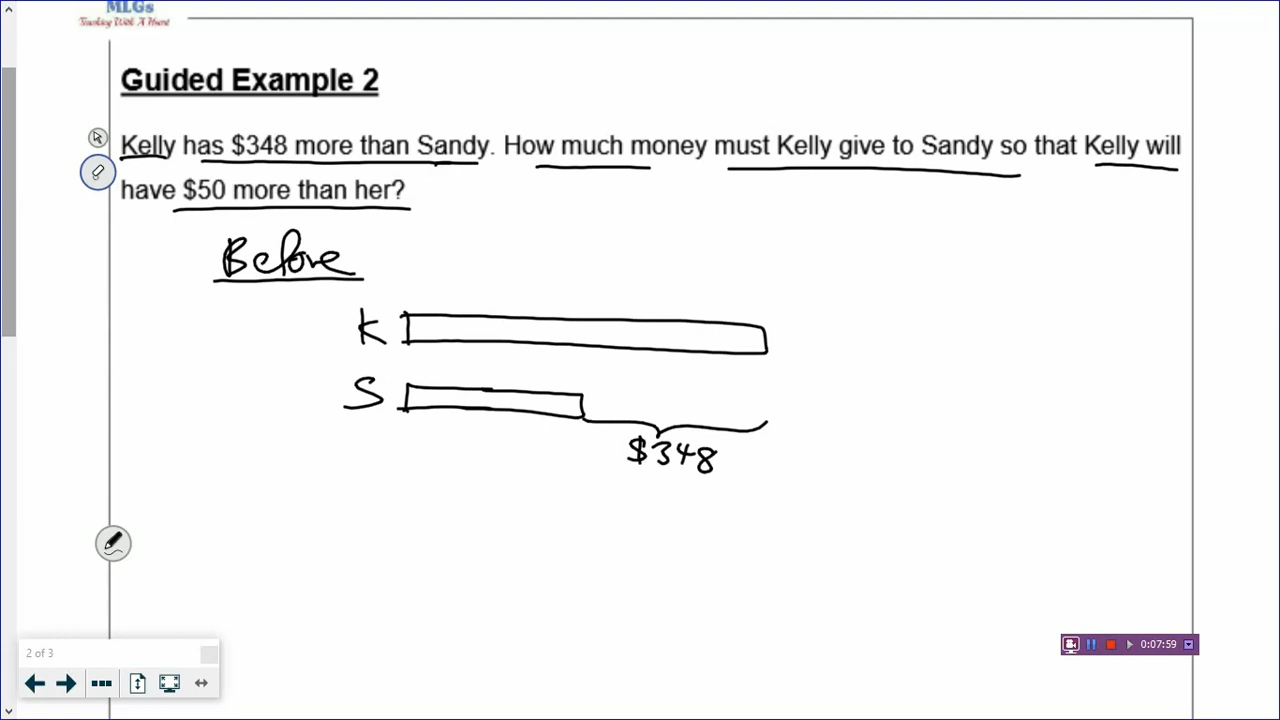 MLGs
Teaching With A Heart
Guided Example 2
Kelly has $348 more than Sandy. How much money must Kelly give to Sandy so that Kelly will
have $50 more than her?
Before
K
S
$348
2 of 3
0:07:59